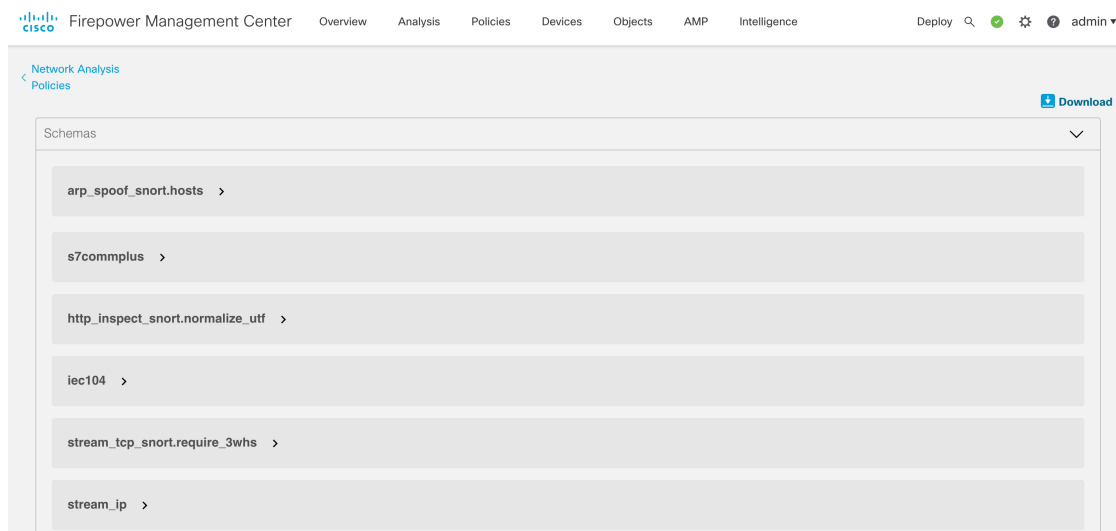 CISCO Firepower Management Center Overview Analysis Policies Devices Objects AMP Intelligence Deploy admin
Network Analysis
Policies
Download
Schemas
arp_spoof_snort.hosts
s7commplus
http_inspect_snort.normalize_utf
iec104
stream_tcp_snort.require_3whs
stream_ip